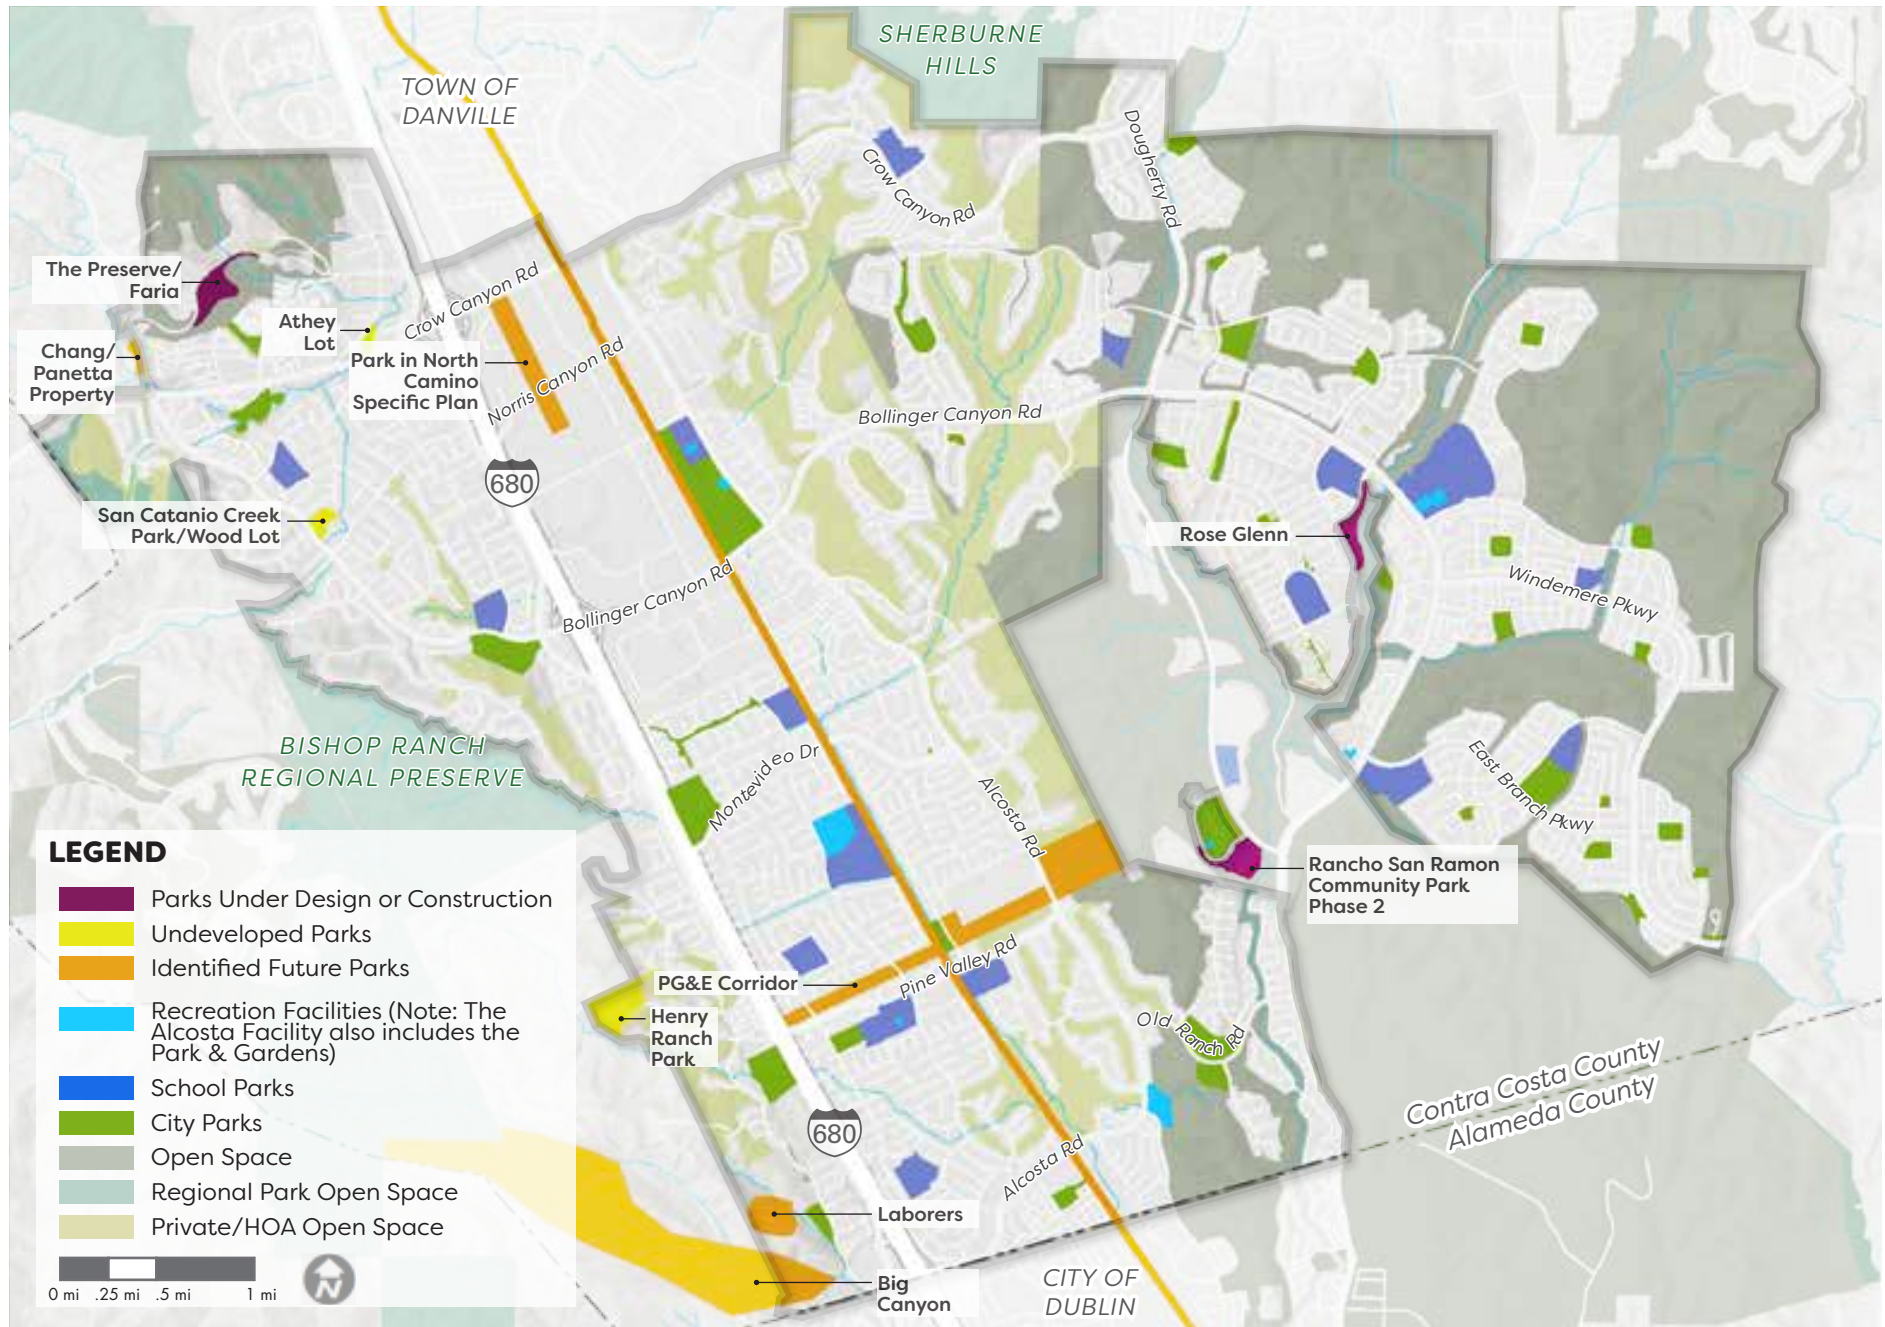 SHERBURNE
HILLS
TOWN OF
DANVILLE
Dougherty Rd
Crow Canyon Rd
The Preserve/
Faria
Athey
Lot
Crow Canyon Rd
Chang/
Panetta
Property
Park in North
Camino
Specific Plan
Norris Canyon Rd
Bollinger Canyon Rd
680
San Catanio Creek
Park/Wood Lot
Rose Glenn
Bollinger Canyon Rd
Windemere Pkwy
BISHOP RANCH
REGIONAL PRESERVE
Montevideo Dr
Alcosta Rd
East Branch Pkwy
Rancho San Ramon
Community Park
Phase 2
PG&E Corridor
Pine Valley Rd
Henry
Ranch
Park
Old Ranch Rd
Contra Costa County
Alameda County
680
Alcosta Rd
Laborers
Big
Canyon
CITY OF
DUBLIN
LEGEND
Parks Under Design or Construction
Undeveloped Parks
Identified Future Parks
Recreation Facilities (Note: The
Alcosta Facility also includes the
Park & Gardens)
School Parks
City Parks
Open Space
Regional Park Open Space
Private/HOA Open Space
0 mi .25 mi .5 mi 1 mi
N